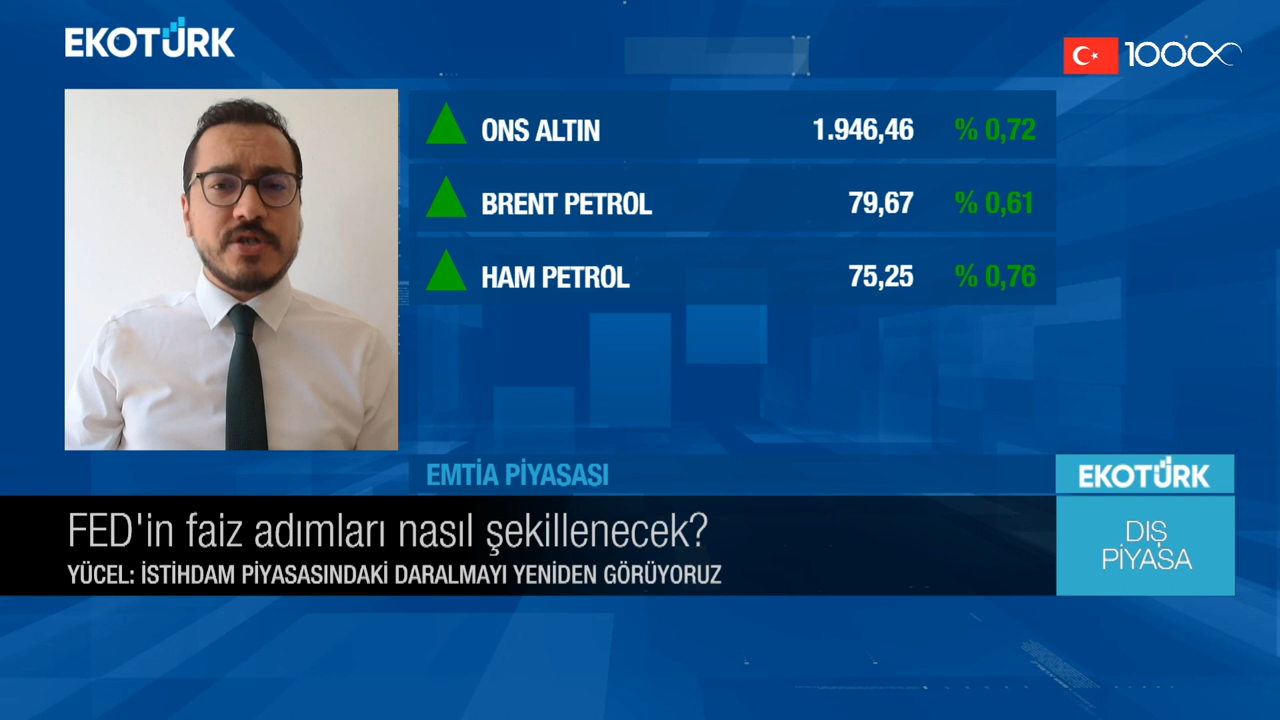 EKOTÜRK
100
ONS ALTIN 1.946,46 % 0,72
BRENT PETROL 79,67 % 0,61
HAM PETROL 75,25 % 0,76
EMTİA PİYASASI
EKOTÜRK
FED'in faiz adımları nasıl şekillenecek?
YÜCEL: İSTİHDAM PİYASASINDAKİ DARALMAYI YENİDEN GÖRÜYORUZ
DIŞ
PİYASA